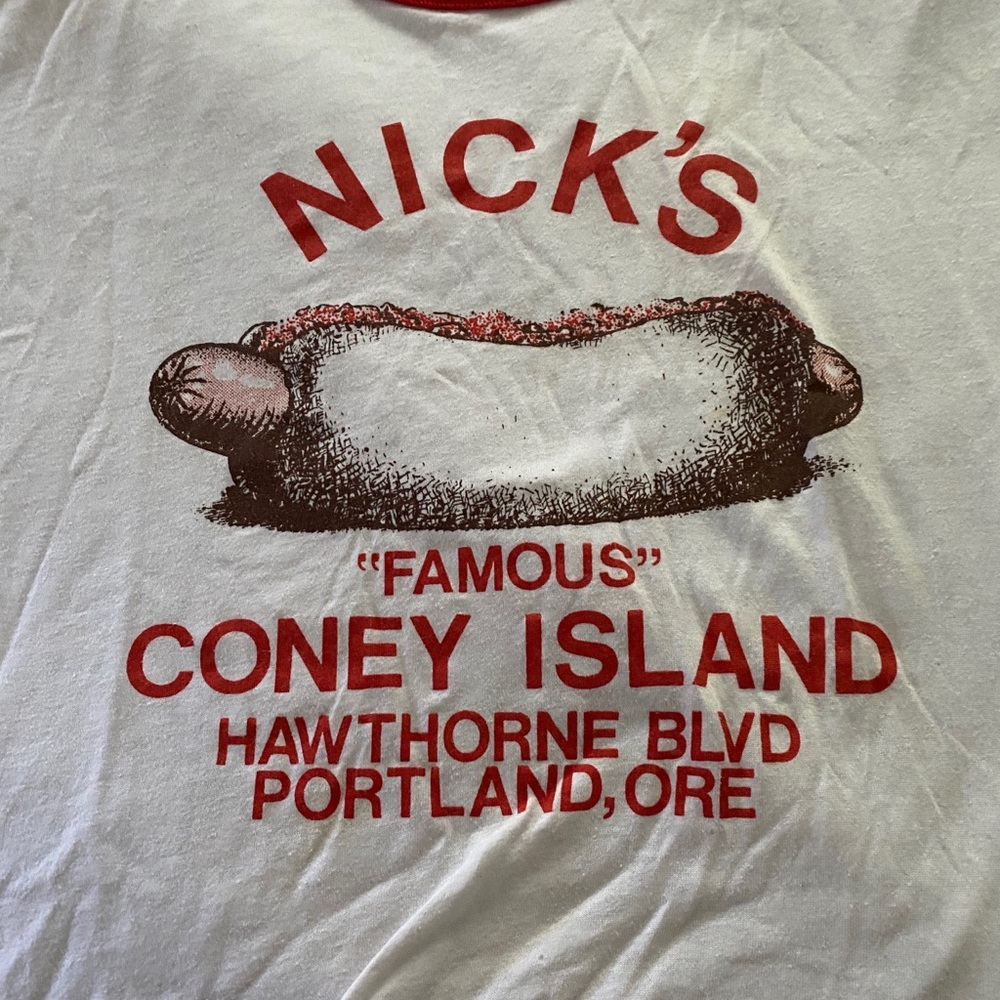 NICK'S
“FAMOUS”
CONEY ISLAND
HAWTHORNE BLVD
PORTLAND, ORE